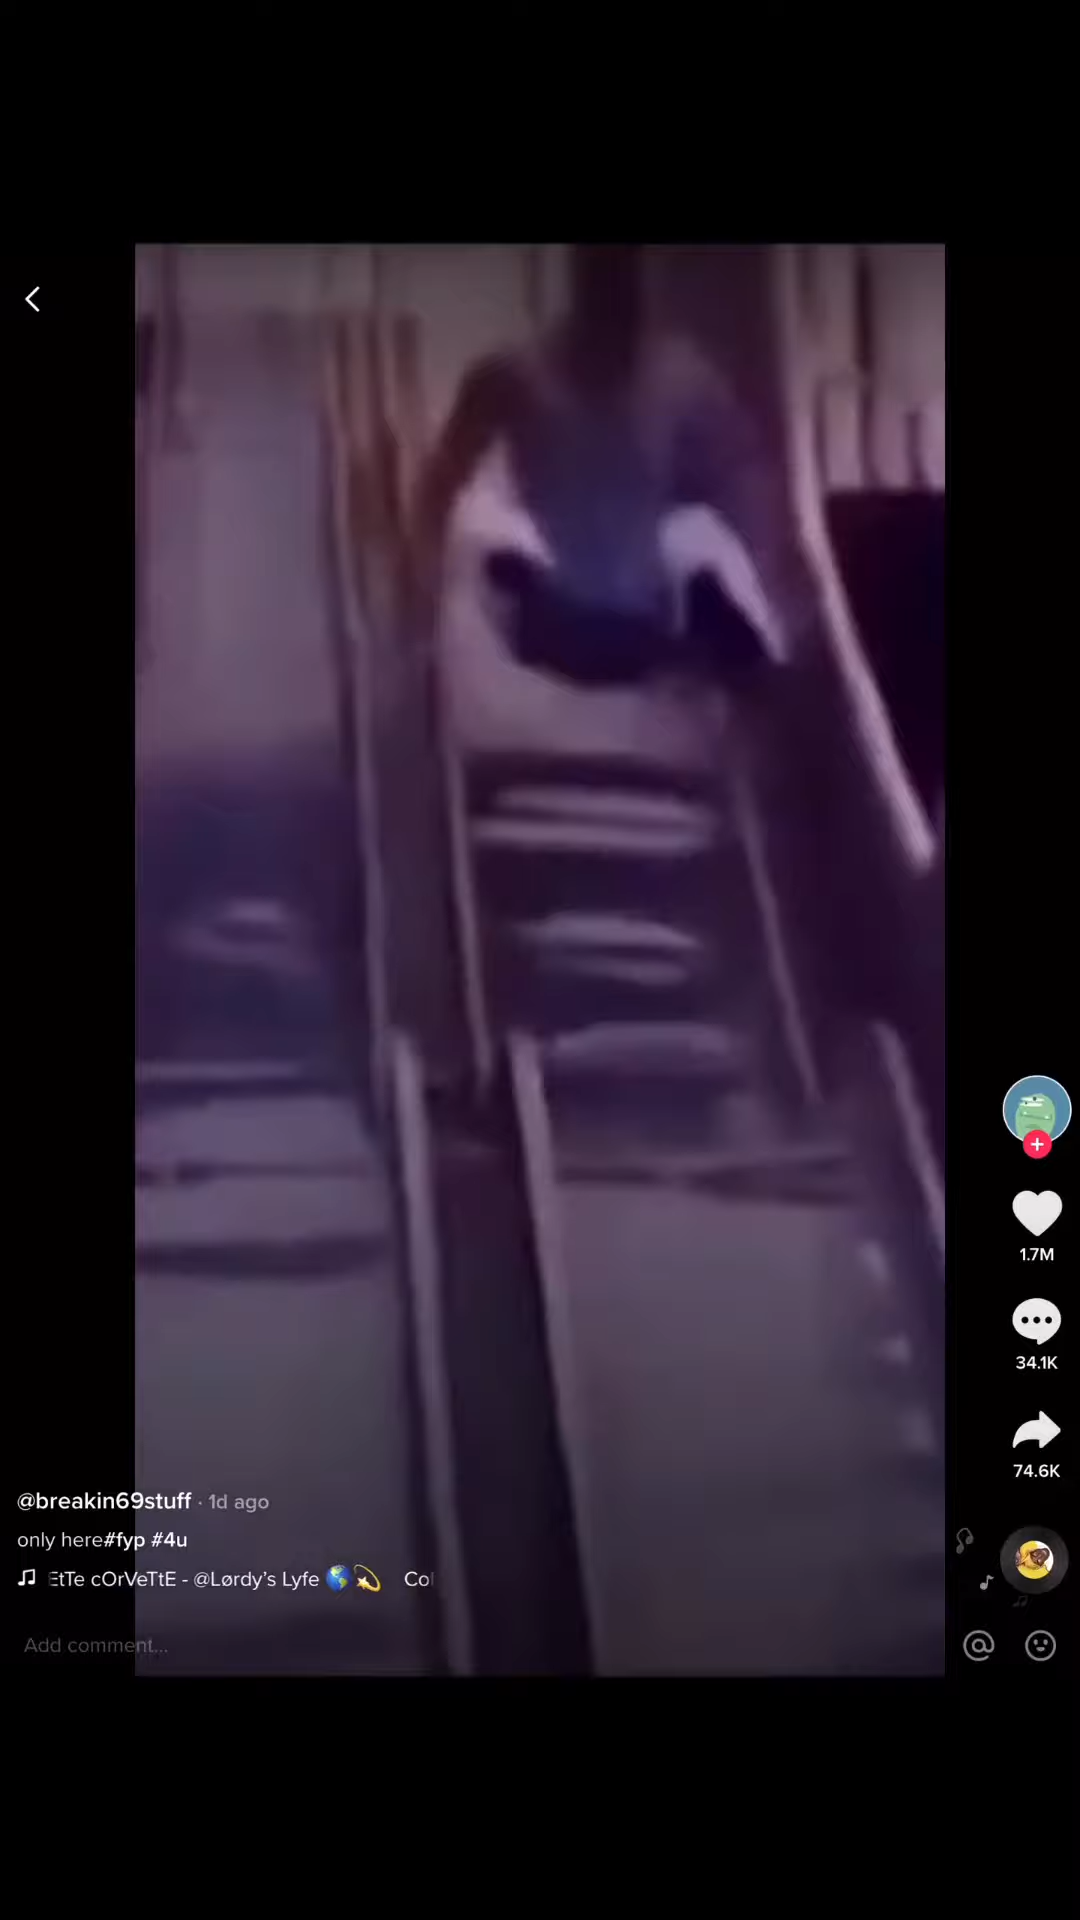 1.7M
34.1K
74.6K
@breakin69stuff · 1d ago
only here#fyp #4u
EtTe cOrVeTtE - @Lørdy’s Lyfe 🌎💫 Col
Add comment...